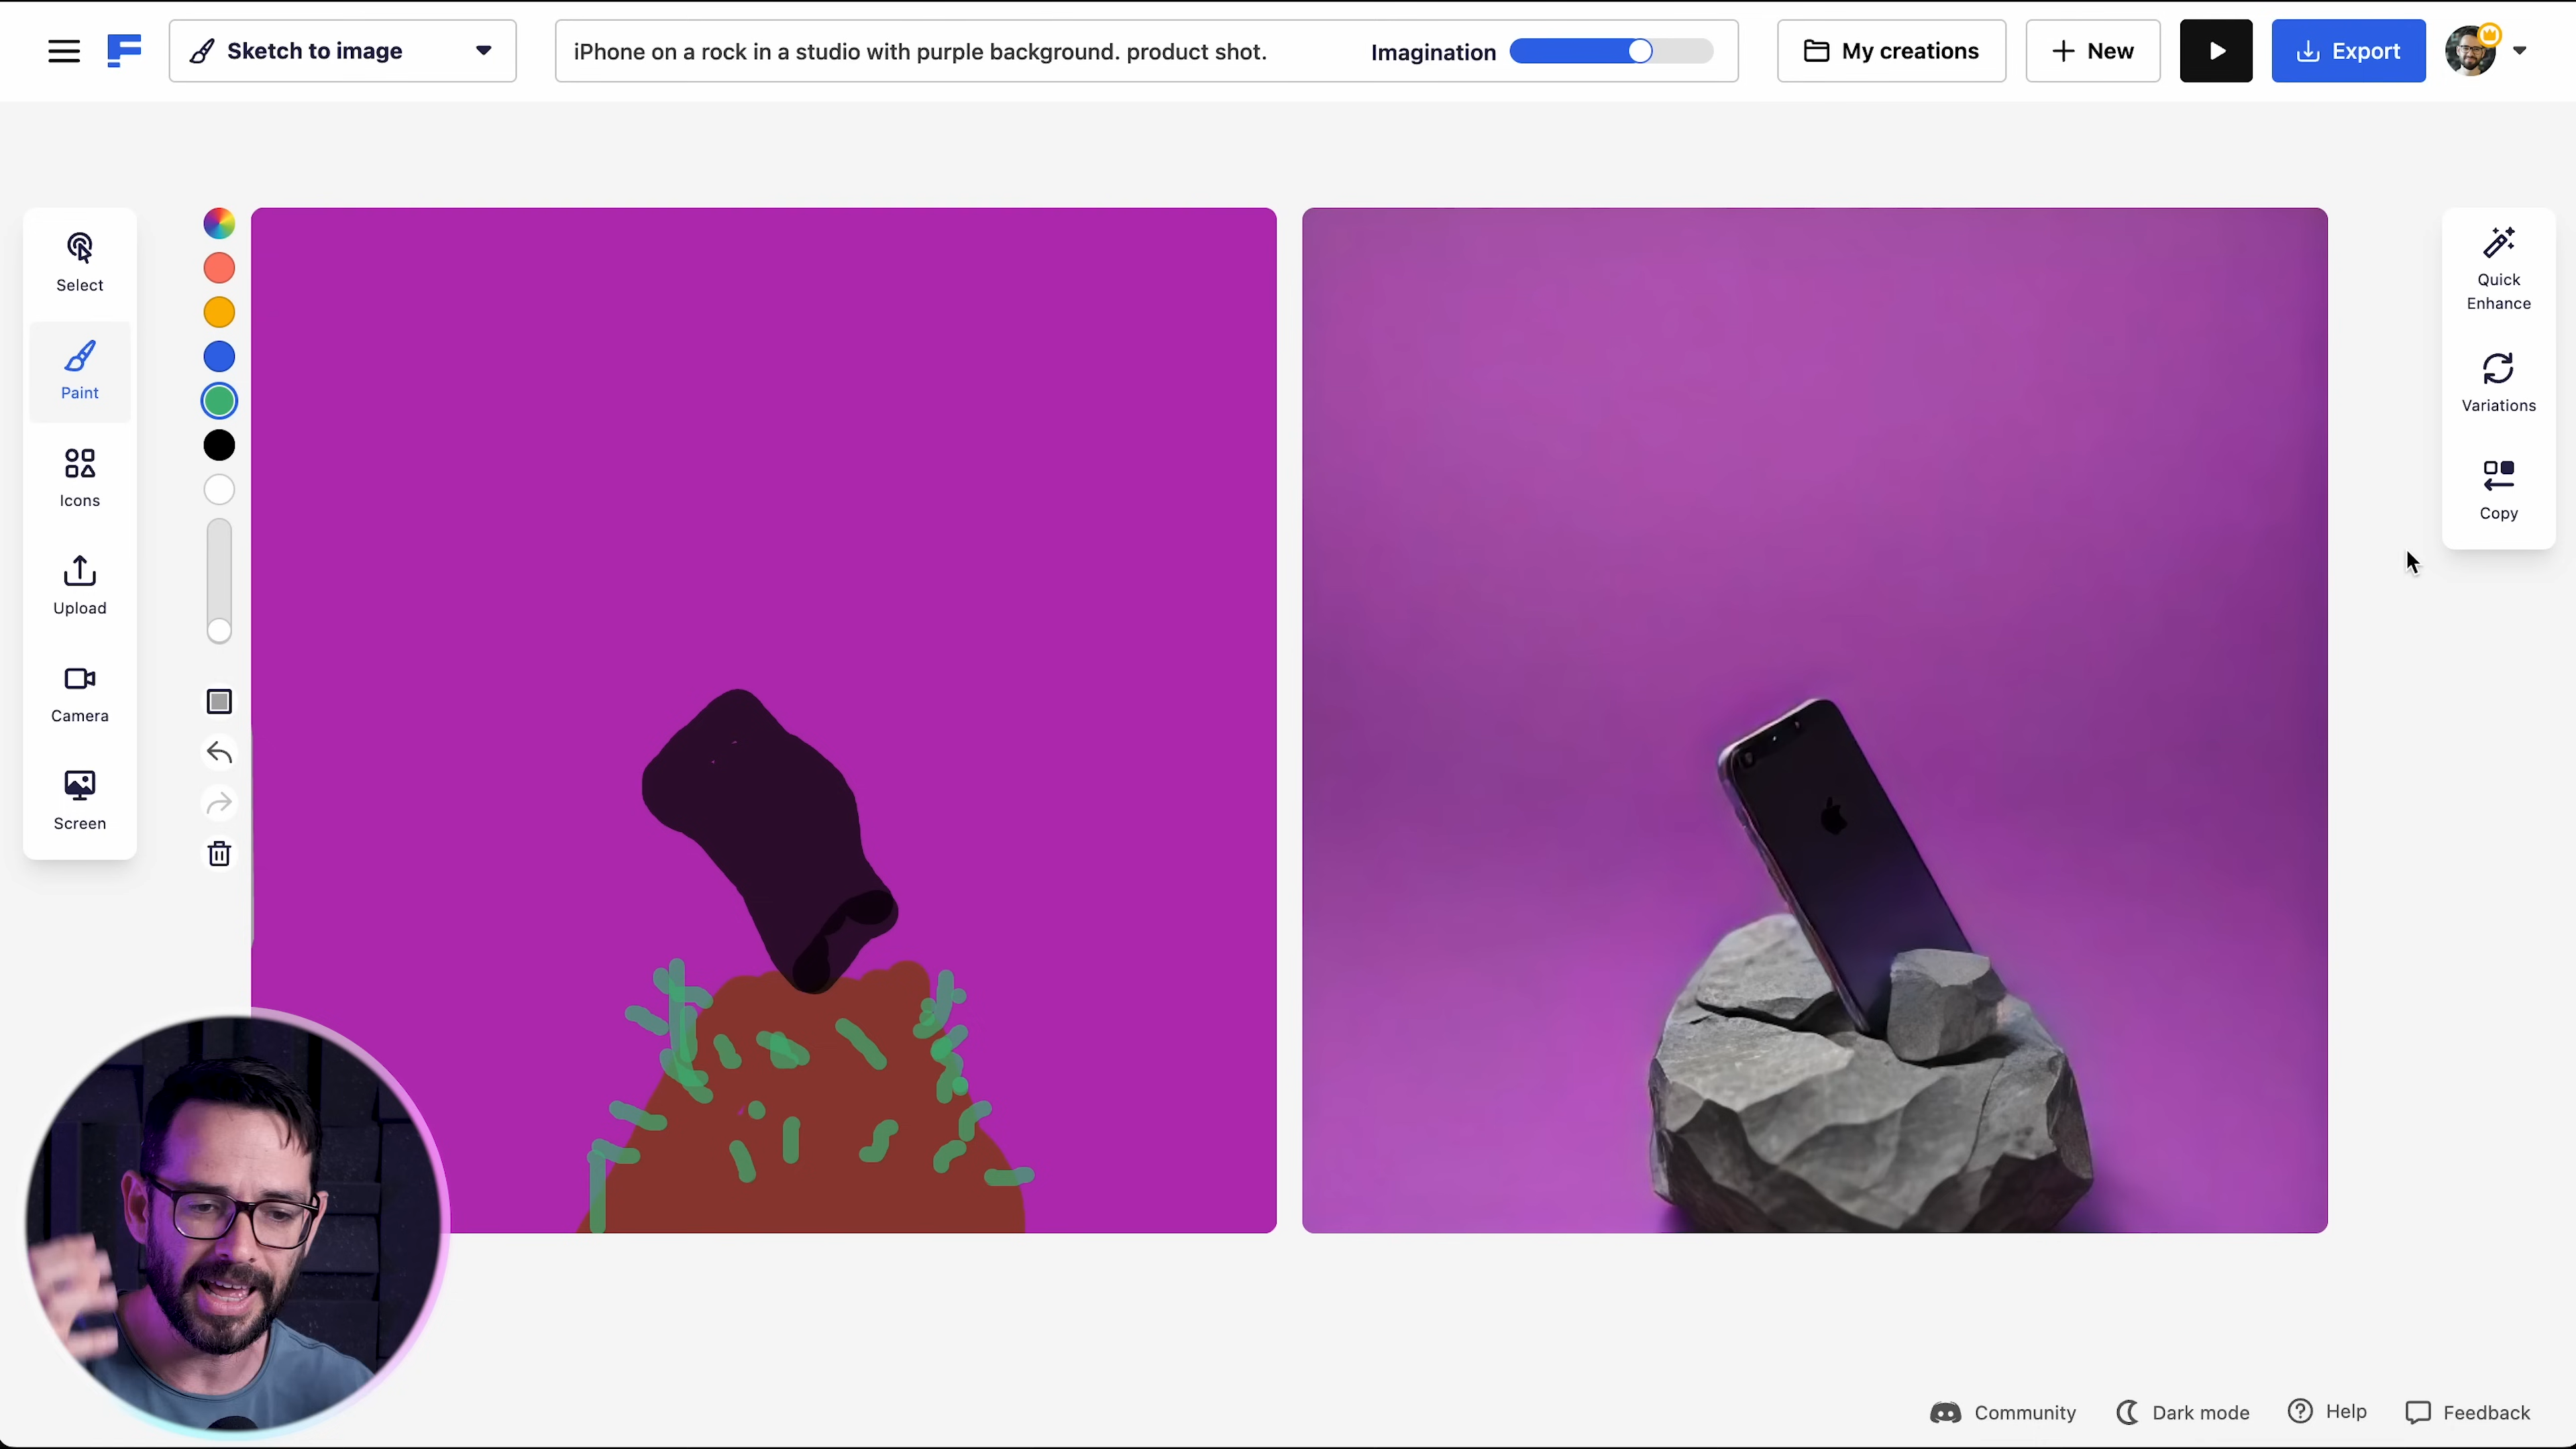 Sketch to image
iPhone on a rock in a studio with purple background. product shot.
Imagination
My creations
New
Export
Select
Paint
Icons
Upload
Camera
Screen
Quick
Enhance
Variations
Copy
Community
Dark mode
Help
Feedback